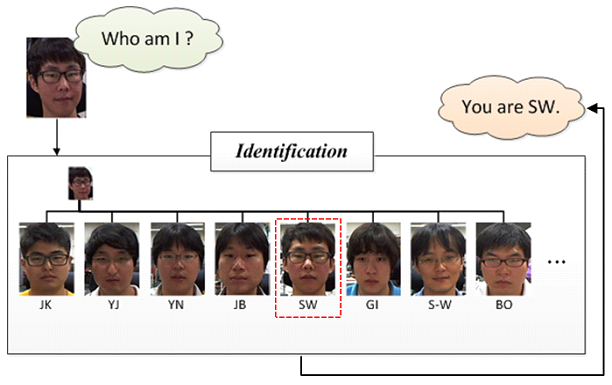 Who am I ?
You are SW.
Identification
JK YJ YN JB SW GI S-W BO ...